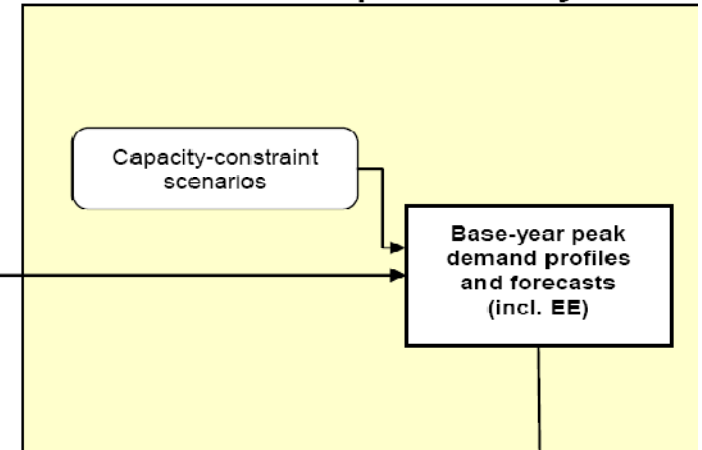 Capacity-constraint
scenarios
Base-year peak
demand profiles
and forecasts
(incl. EE)